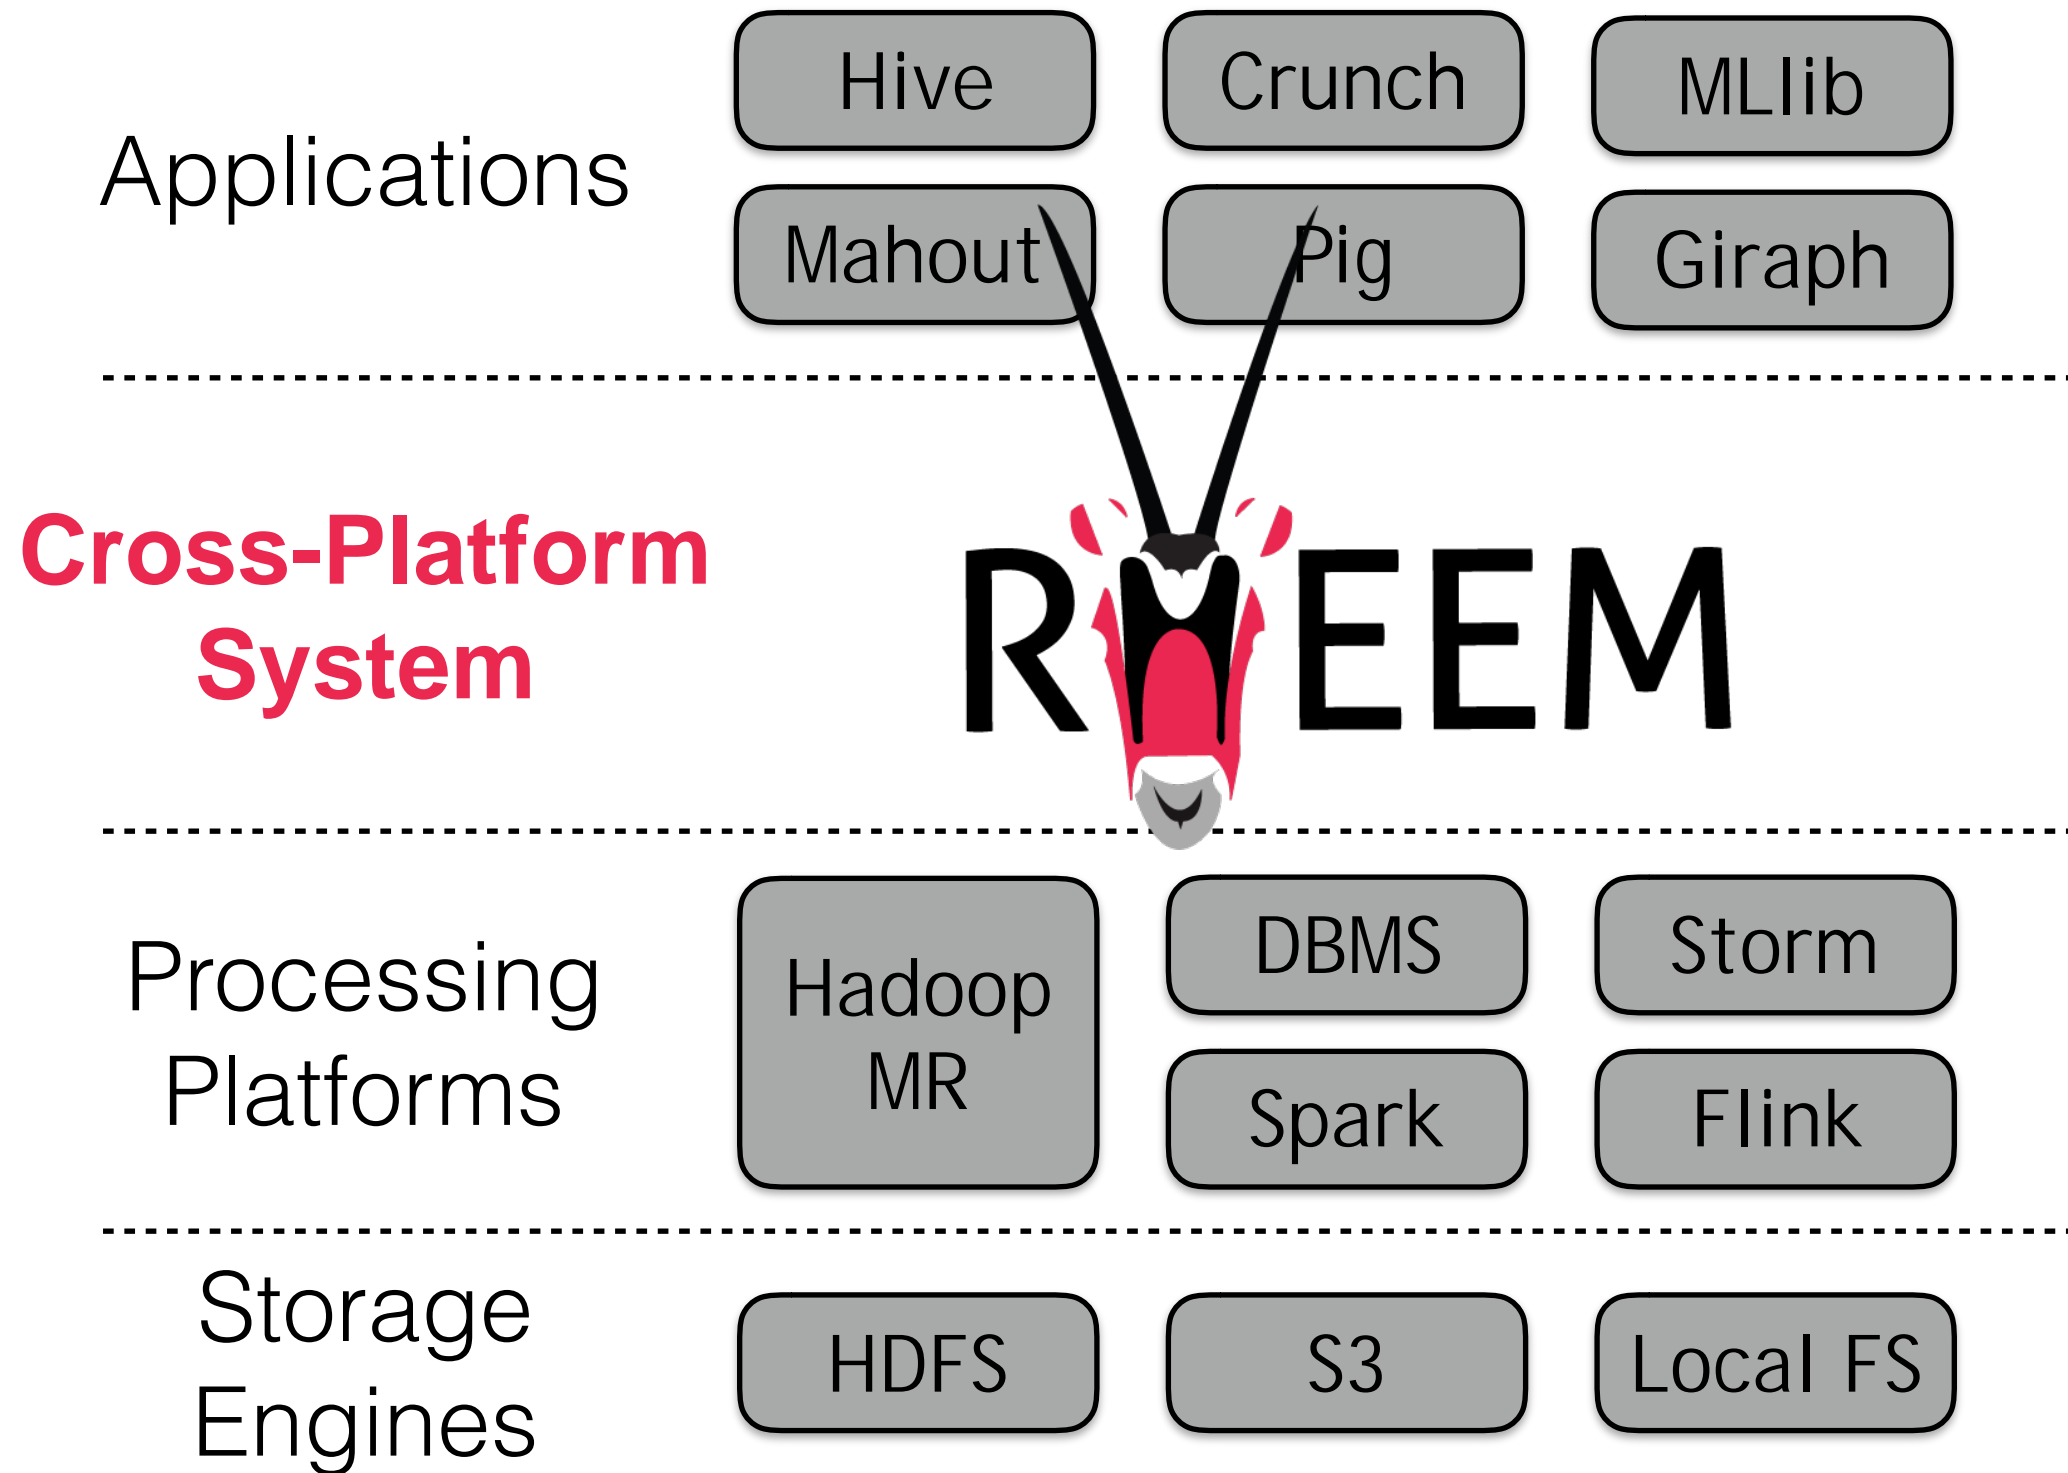 Applications
Hive
Crunch
MLlib
Mahout
Pig
Giraph
Cross-Platform
System
RHEEM
Processing
Platforms
Hadoop
MR
DBMS
Storm
Spark
Flink
Storage
Engines
HDFS
S3
Local FS